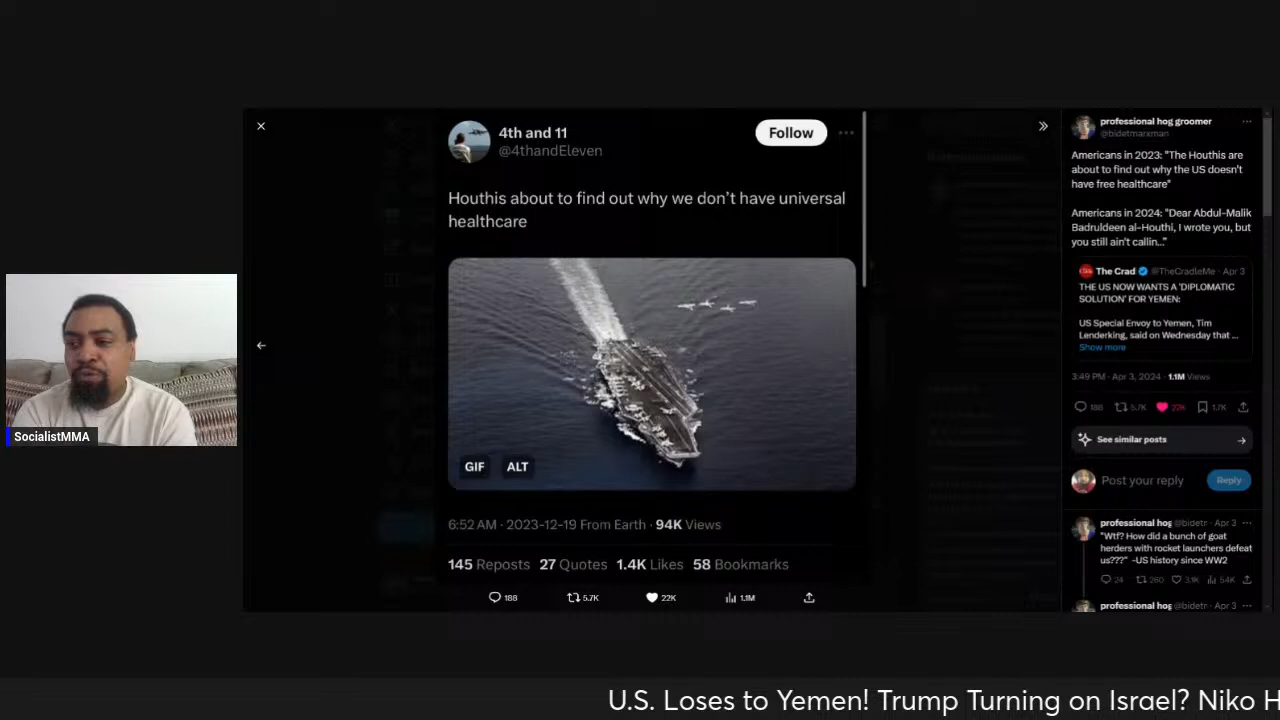 4th and 11
@4thandEleven
Follow
Houthis about to find out why we don't have universal
healthcare
GIF
ALT
6:52 AM · 2023-12-19 From Earth · 94K Views
145 Reposts 27 Quotes 1.4K Likes 58 Bookmarks
188 5.7K 22K 1.1M
professional hog groomer
@bidetmarxman
Americans in 2023: "The Houthis are
about to find out why the US doesn't
have free healthcare"
Americans in 2024: "Dear Abdul-Malik
Badruldeen al-Houthi, I wrote you, but
you still ain't callin..."
The Crad @TheCradleMe · Apr 3
THE US NOW WANTS A 'DIPLOMATIC
SOLUTION' FOR YEMEN:
US Special Envoy to Yemen, Tim
Lenderking, said on Wednesday that ...
Show more
3:49 PM · Apr 3, 2024 · 1.1M Views
188 5.7K 22K 1.7K
See similar posts
Post your reply
Reply
professional hog @bidetr · Apr 3
"Wtf? How did a bunch of goat
herders with rocket launchers defeat
us???" -US history since WW2
24 260 3.1K 54K
professional hog @bidetr · Apr 3
SocialistMMA
U.S. Loses to Yemen! Trump Turning on Israel? Niko H